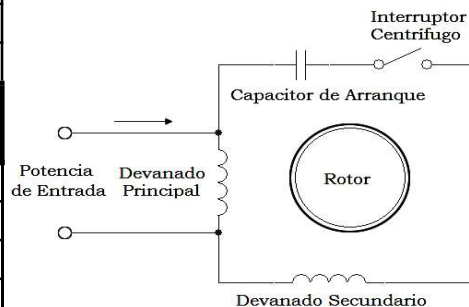 Interruptor
Centrifugo
Capacitor de Arranque
Potencia
de Entrada
Devanado
Principal
Rotor
Devanado Secundario